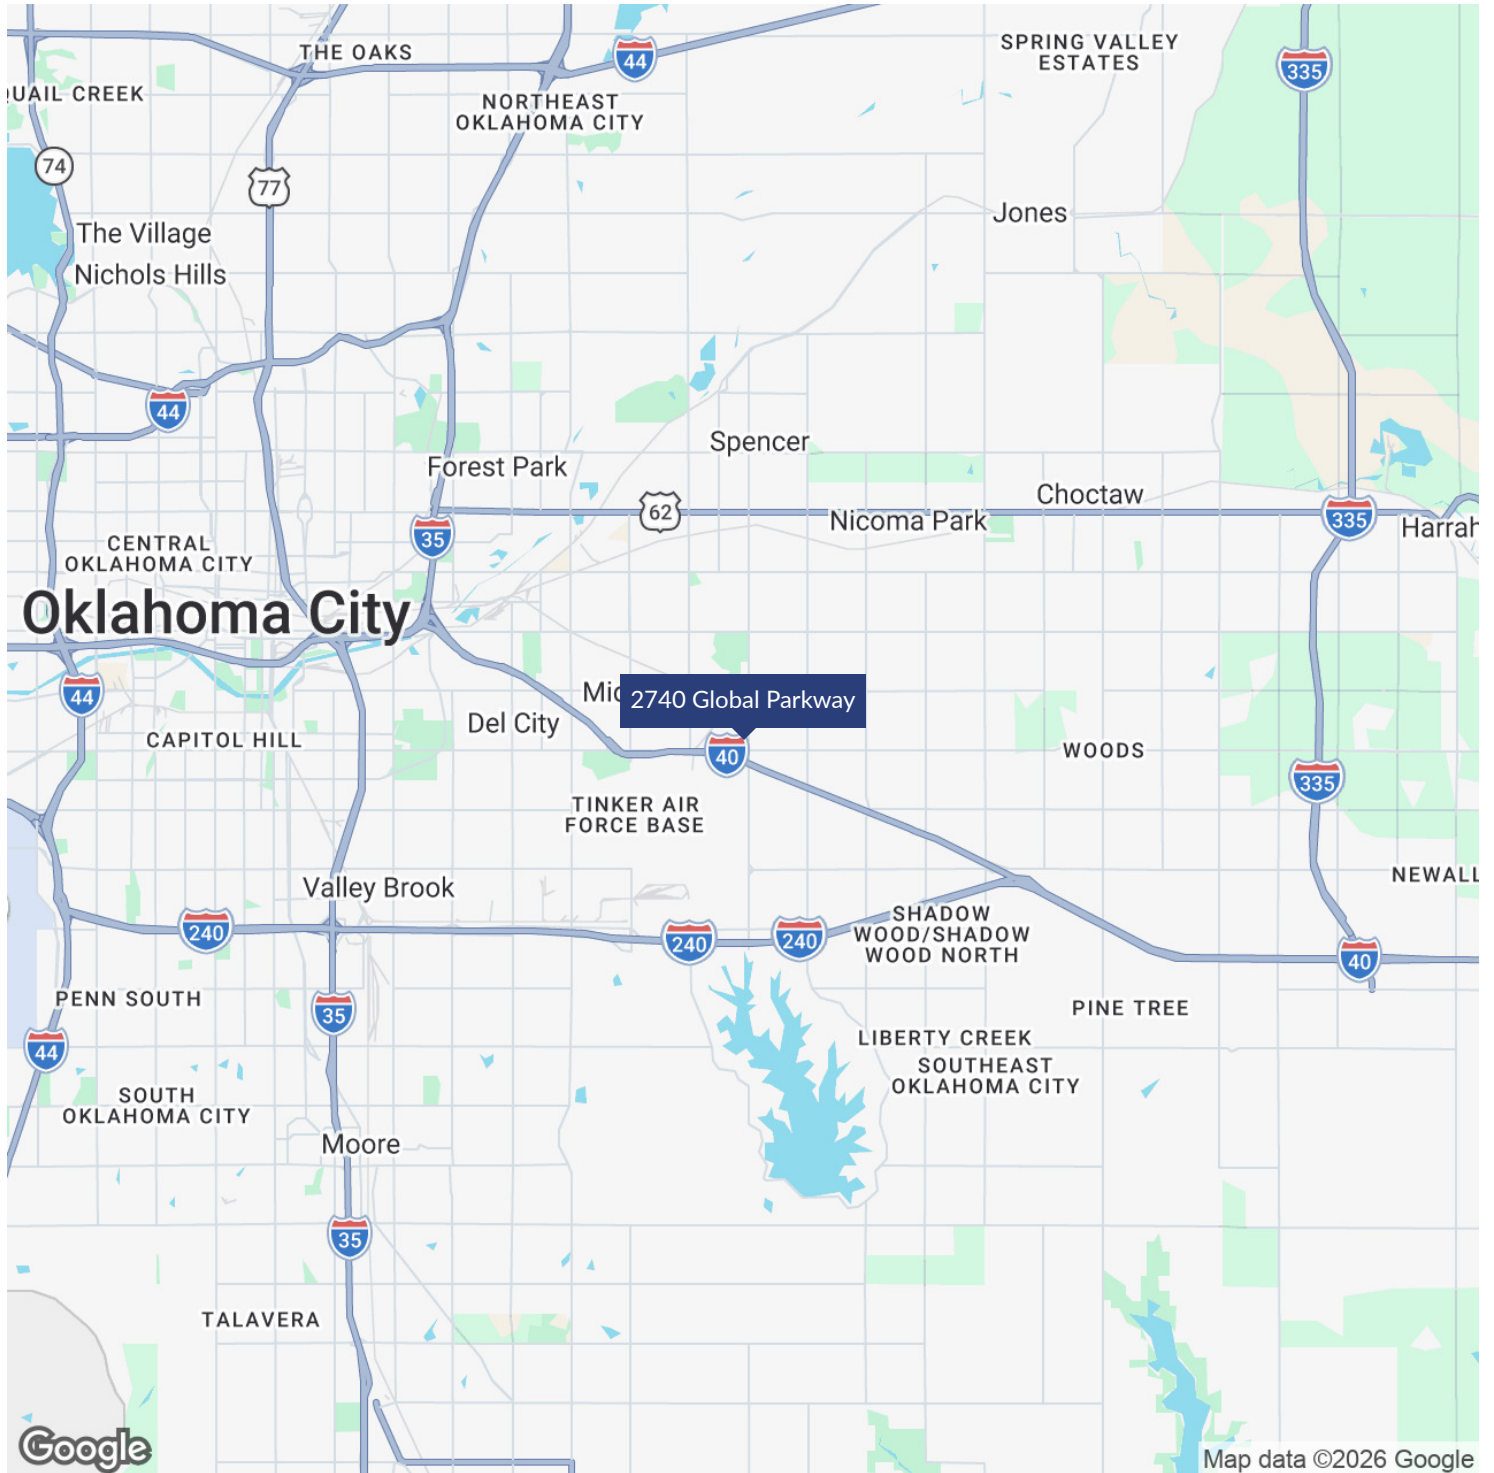 THE OAKS
44
SPRING VALLEY
ESTATES
335
QUAIL CREEK
NORTHEAST
OKLAHOMA CITY
74
77
Jones
The Village
Nichols Hills
44
Spencer
Forest Park
Choctaw
62
Nicoma Park
335
Harrah
35
CENTRAL
OKLAHOMA CITY
Oklahoma City
44
Mid
2740 Global Parkway
Del City
CAPITOL HILL
40
WOODS
335
TINKER AIR
FORCE BASE
NEWALL
Valley Brook
240
240
240
SHADOW
WOOD/SHADOW
WOOD NORTH
40
PENN SOUTH
35
PINE TREE
44
LIBERTY CREEK
SOUTHEAST
OKLAHOMA CITY
SOUTH
OKLAHOMA CITY
Moore
35
TALAVERA
Google
Map data ©2026 Google